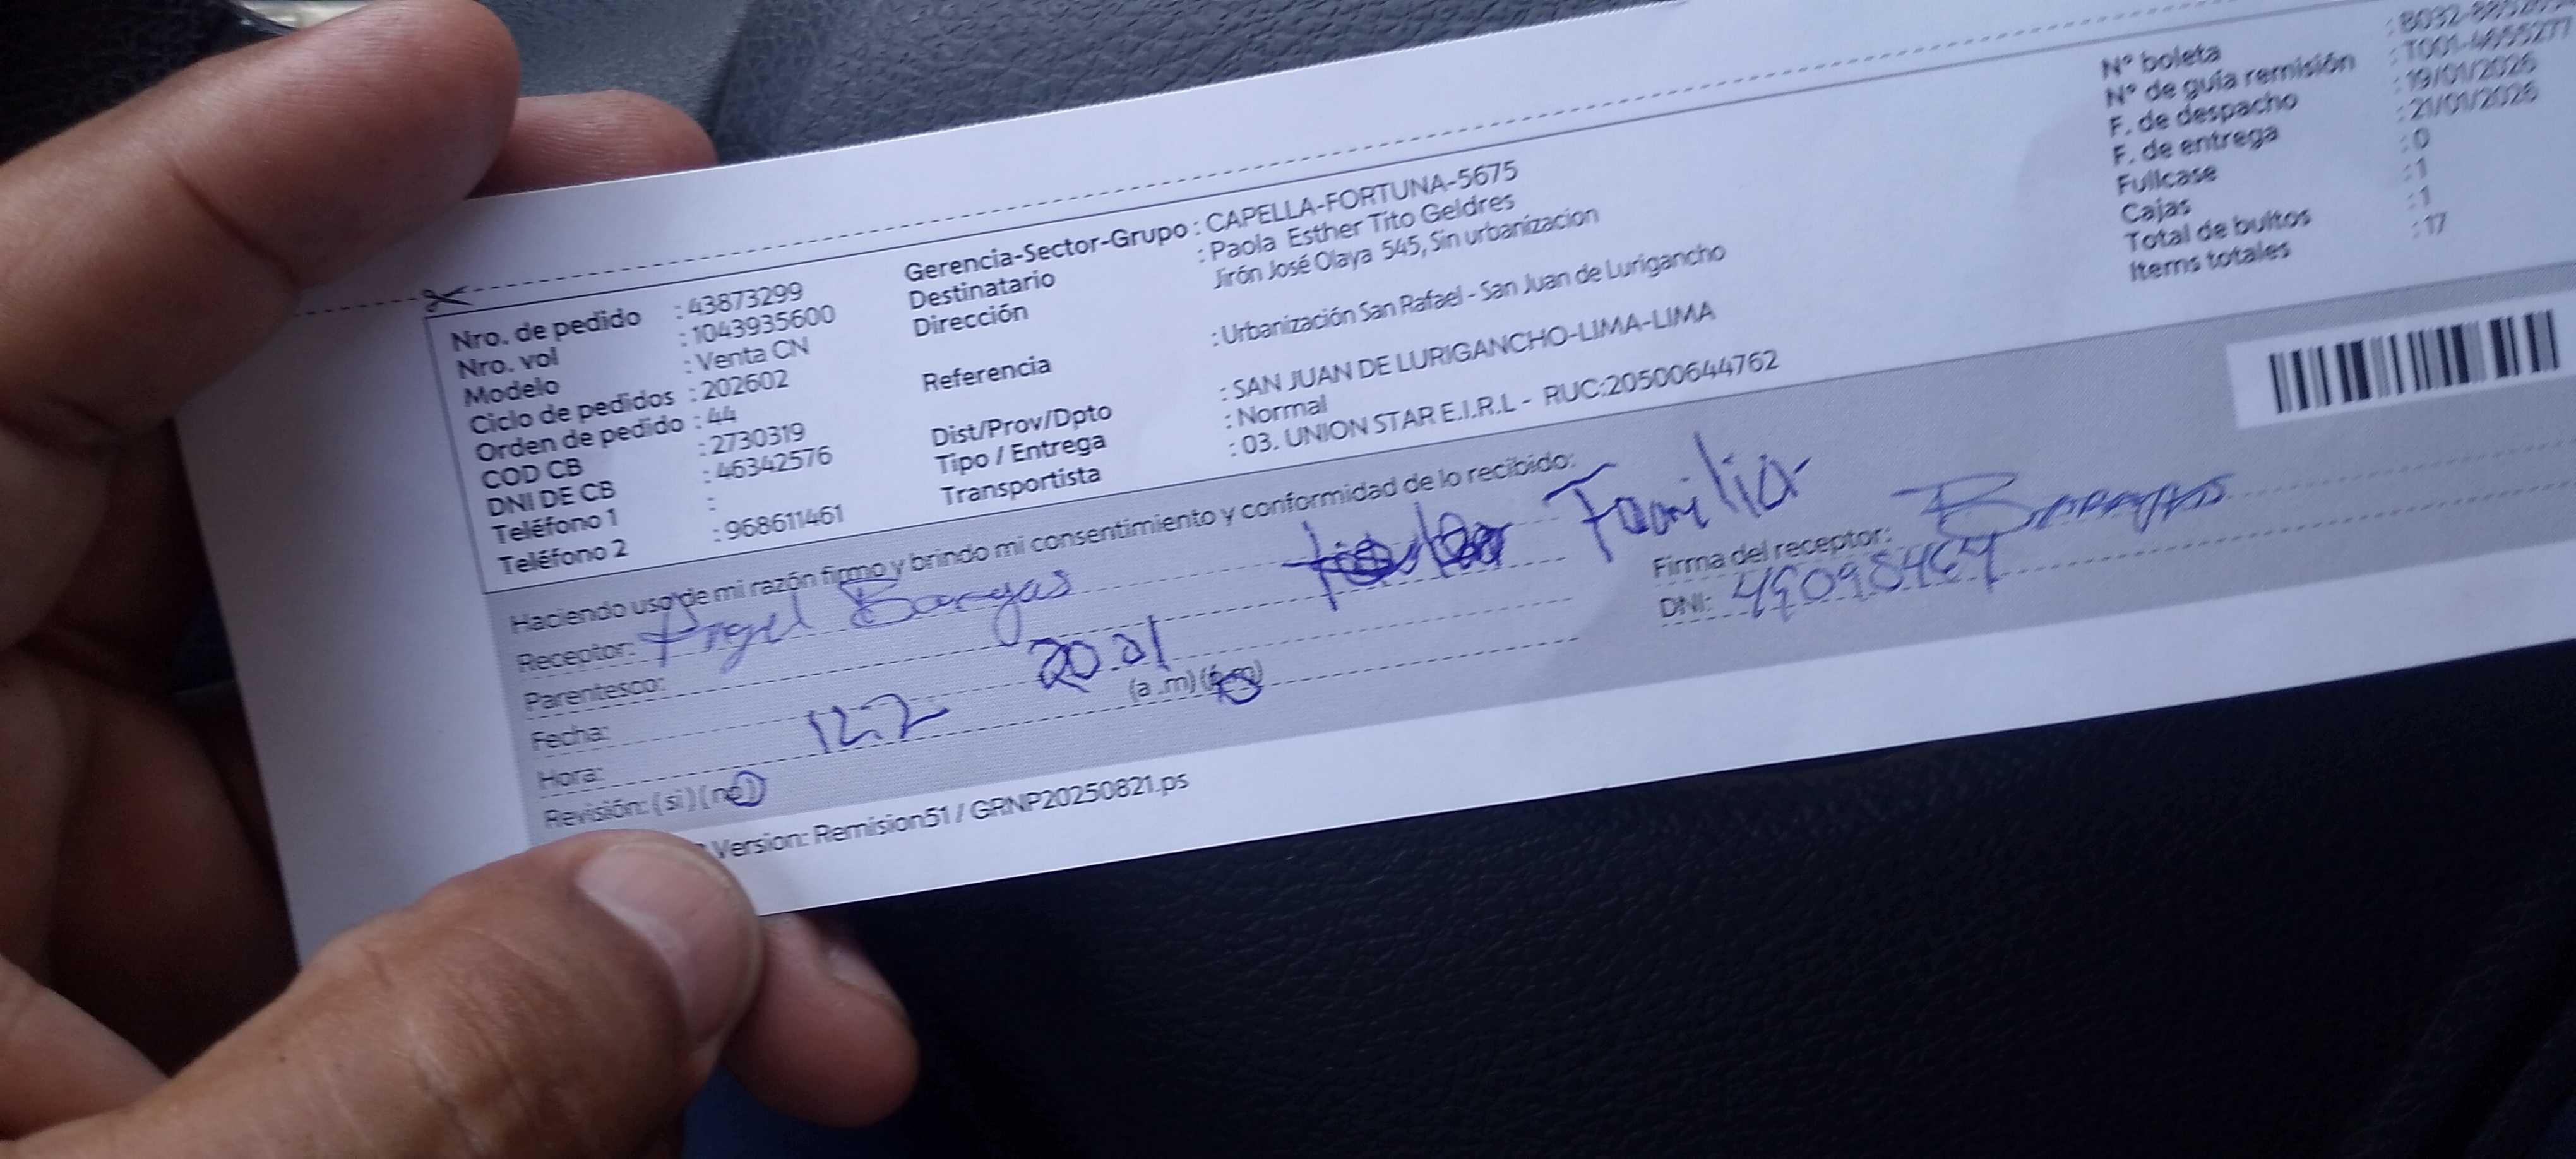 Nro. de pedido : 43873299
Nro. vol : 1043935600
Modelo : Venta CN
Ciclo de pedidos : 202602
Orden de pedido : 44
COD CB : 2730319
DNI DE CB : 46342576
Teléfono 1 :
Teléfono 2 : 968611461
Gerencia-Sector-Grupo : CAPELLA-FORTUNA-5675
Destinatario : Paola Esther Tito Geldres
Dirección Jirón José Olaya 545, Sin urbanizacion
Referencia : Urbanización San Rafael - San Juan de Lurigancho
Dist/Prov/Dpto : SAN JUAN DE LURIGANCHO-LIMA-LIMA
Tipo / Entrega : Normal
Transportista : 03. UNION STAR E.I.R.L - RUC:20500644762
N° boleta
N° de guía remisión : T001-4655277
F. de despacho : 19/01/2026
F. de entrega : 21/01/2026
Fullcase : 0
Cajas : 1
Total de bultos : 1
Items totales : 17
Haciendo uso de mi razón firmo y brindo mi consentimiento y conformidad de lo recibido:
Receptor: Angel Bargas
Parentesco: Familia
Fecha: 20.01
Hora: 12.2 (a .m) (p.m)
Revisión: (si) (no)
Firma del receptor: Baragas
DNI:
Version: Remision51 / GRNP20250821.ps